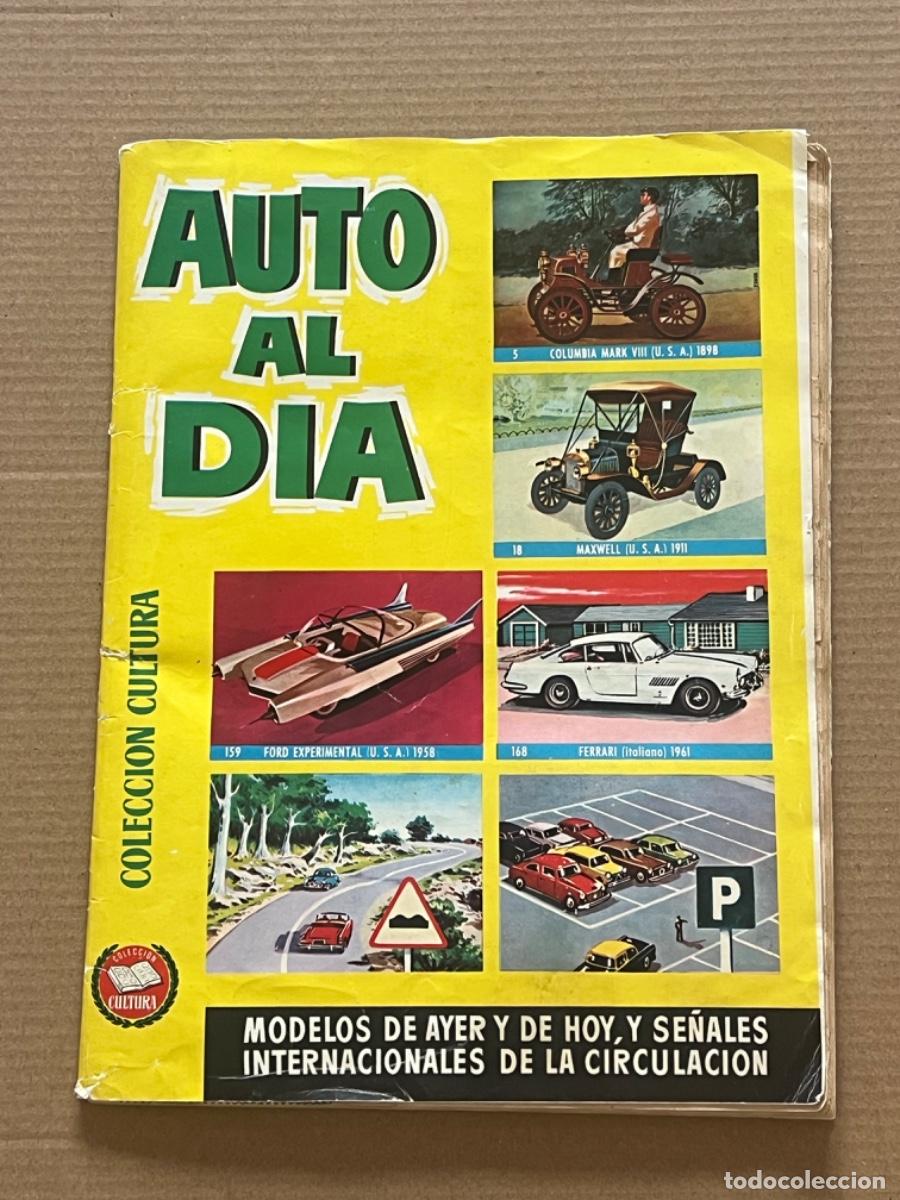 AUTO
AL
DIA
5 COLUMBIA MARK VIII (U. S. A.) 1898
18 MAXWELL (U. S. A.) 1911
159 FORD EXPERIMENTAL (U. S. A.) 1958
168 FERRARI (italiano) 1961
P
COLECCION CULTURA
COLECCION
CULTURA
MODELOS DE AYER Y DE HOY, Y SEÑALES
INTERNACIONALES DE LA CIRCULACION
todocoleccion